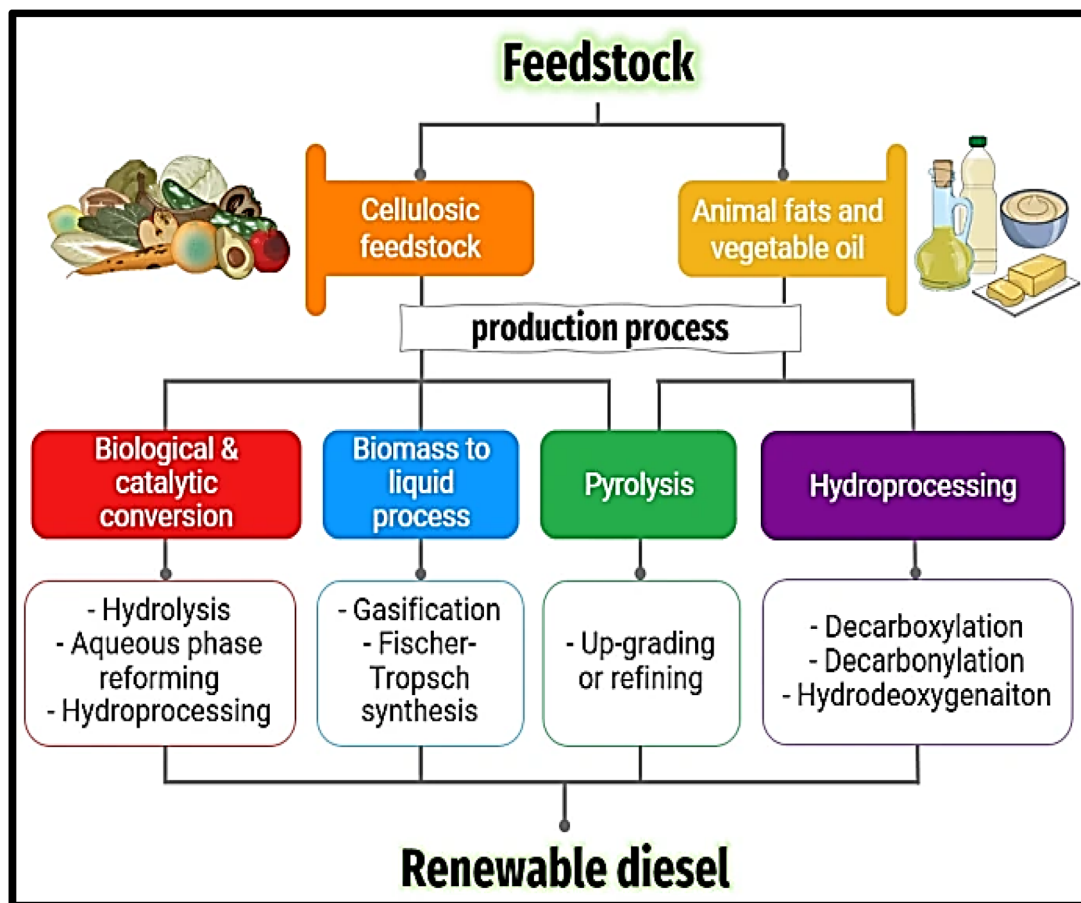 Feedstock
Cellulosic
feedstock
Animal fats and
vegetable oil
production process
Biological &
catalytic
conversion
Biomass to
liquid
process
Pyrolysis
Hydroprocessing
- Hydrolysis
- Aqueous phase
reforming
- Hydroprocessing
- Gasification
- Fischer-
Tropsch
synthesis
- Up-grading
or refining
- Decarboxylation
- Decarbonylation
- Hydrodeoxygenaiton
Renewable diesel